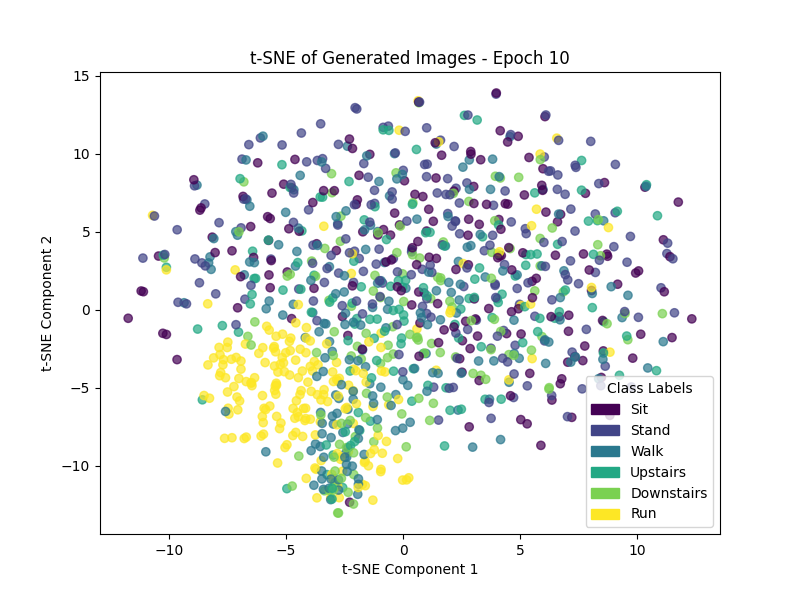 t-SNE of Generated Images - Epoch 10
15
10
5
0
−5
−10
t-SNE Component 2
−10
−5
0
5
10
t-SNE Component 1
Class Labels
Sit
Stand
Walk
Upstairs
Downstairs
Run